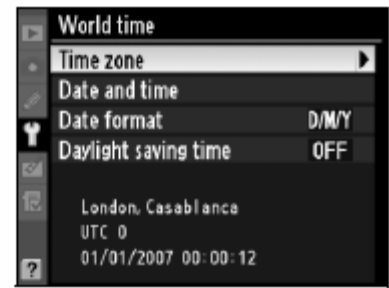 World time
Time zone
Date and time
Date format D/M/Y
Daylight saving time OFF
London, Casablanca
UTC 0
01/01/2007 00:00:12
?